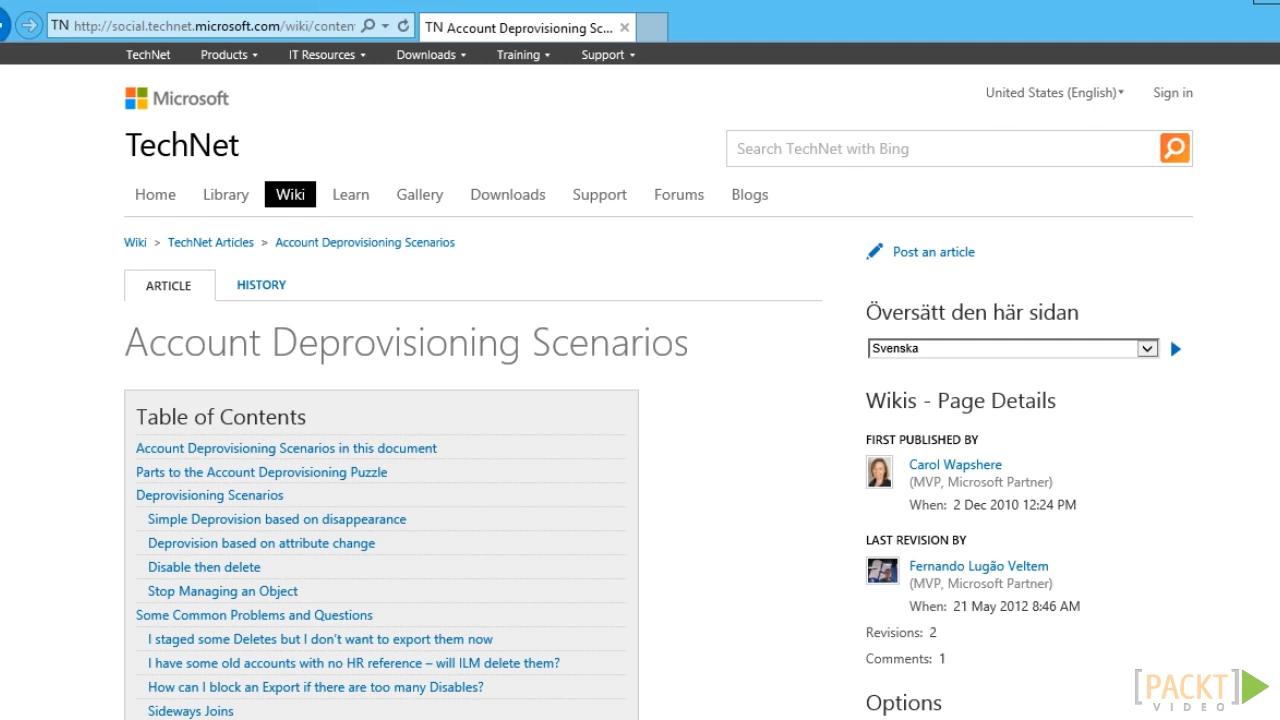 TN http://social.technet.microsoft.com/wiki/conten
TN Account Deprovisioning Sc...
TechNet Products IT Resources Downloads Training Support
Microsoft
United States (English) Sign in
TechNet
Search TechNet with Bing
Home Library Wiki Learn Gallery Downloads Support Forums Blogs
Wiki > TechNet Articles > Account Deprovisioning Scenarios
Post an article
ARTICLE HISTORY
Översätt den här sidan
Svenska
Account Deprovisioning Scenarios
Table of Contents
Account Deprovisioning Scenarios in this document
Parts to the Account Deprovisioning Puzzle
Deprovisioning Scenarios
Simple Deprovision based on disappearance
Deprovision based on attribute change
Disable then delete
Stop Managing an Object
Some Common Problems and Questions
I staged some Deletes but I don't want to export them now
I have some old accounts with no HR reference – will ILM delete them?
How can I block an Export if there are too many Disables?
Sideways Joins
Wikis - Page Details
FIRST PUBLISHED BY
Carol Wapshere
(MVP, Microsoft Partner)
When: 2 Dec 2010 12:24 PM
LAST REVISION BY
Fernando Lugão Veltem
(MVP, Microsoft Partner)
When: 21 May 2012 8:46 AM
Revisions: 2
Comments: 1
Options
[PACKT]
VIDEO